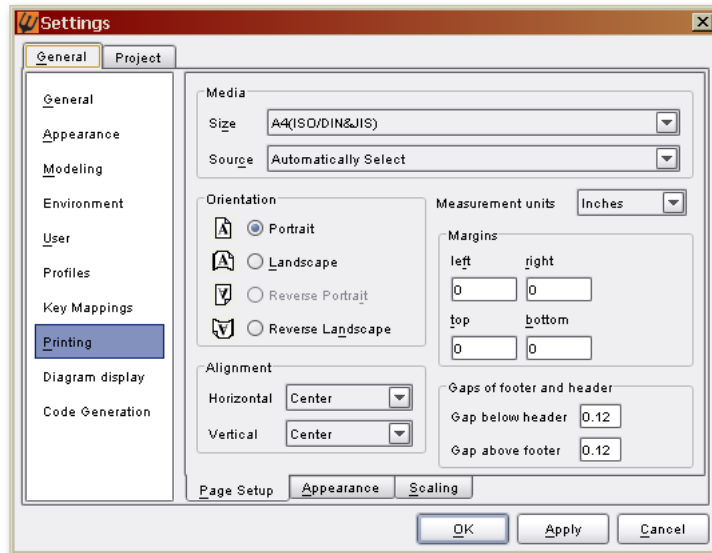 Settings
General Project
General
Appearance
Modeling
Environment
User
Profiles
Key Mappings
Printing
Diagram display
Code Generation
Media
Size A4(ISO/DIN&JIS)
Source Automatically Select
Orientation
Portrait
Landscape
Reverse Portrait
Reverse Landscape
Alignment
Horizontal Center
Vertical Center
Measurement units Inches
Margins
left right
0 0
top bottom
0 0
Gaps of footer and header
Gap below header 0.12
Gap above footer 0.12
Page Setup Appearance Scaling
OK Apply Cancel